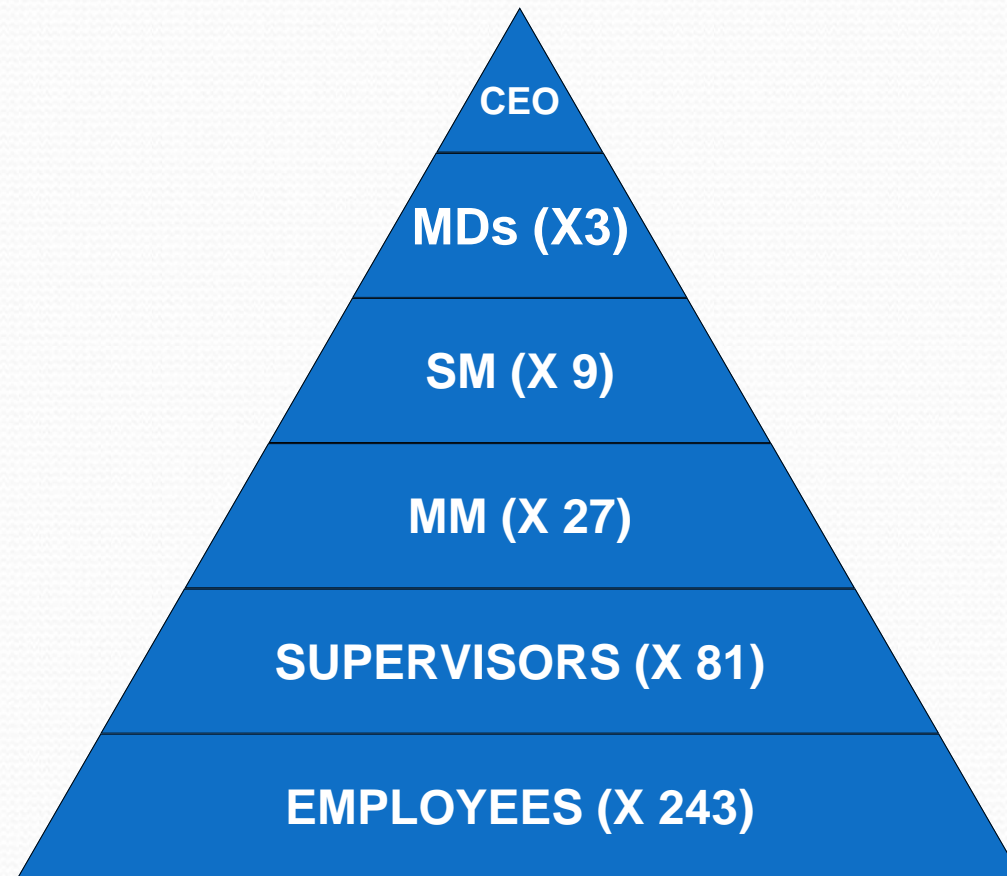 CEO
MDs (X3)
SM (X 9)
MM (X 27)
SUPERVISORS (X 81)
EMPLOYEES (X 243)